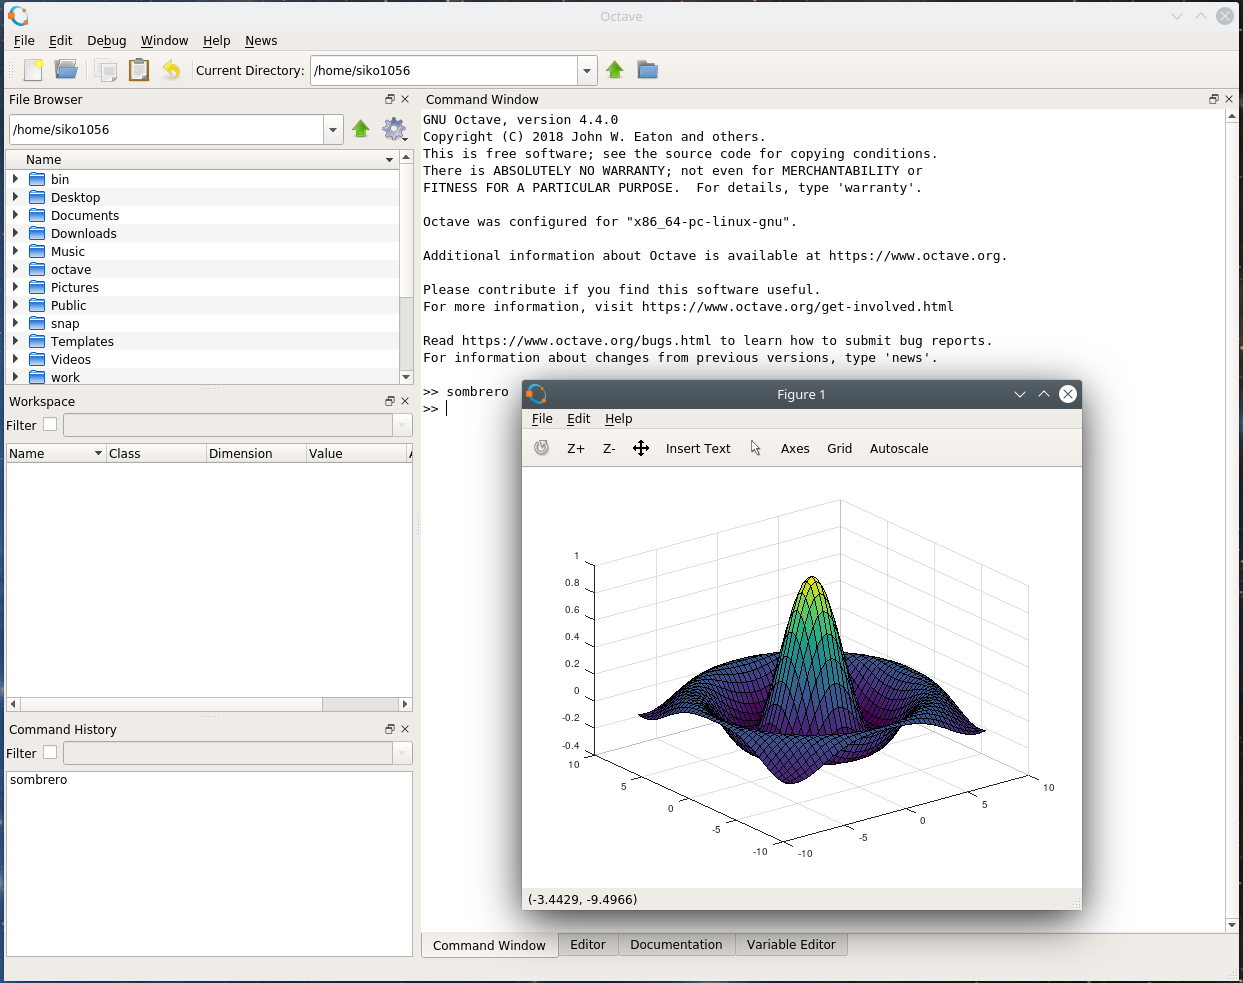 Octave
File Edit Debug Window Help News
Current Directory: /home/siko1056
File Browser
/home/siko1056
Name
bin
Desktop
Documents
Downloads
Music
octave
Pictures
Public
snap
Templates
Videos
work
Workspace
Filter
Name Class Dimension Value
Command History
Filter
sombrero
Command Window
GNU Octave, version 4.4.0
Copyright (C) 2018 John W. Eaton and others.
This is free software; see the source code for copying conditions.
There is ABSOLUTELY NO WARRANTY; not even for MERCHANTABILITY or
FITNESS FOR A PARTICULAR PURPOSE.  For details, type 'warranty'.
Octave was configured for "x86_64-pc-linux-gnu".
Additional information about Octave is available at https://www.octave.org.
Please contribute if you find this software useful.
For more information, visit https://www.octave.org/get-involved.html
Read https://www.octave.org/bugs.html to learn how to submit bug reports.
For information about changes from previous versions, type 'news'.
>> sombrero
>>
Figure 1
File Edit Help
Z+ Z- Insert Text Axes Grid Autoscale
1
0.8
0.6
0.4
0.2
0
-0.2
-0.4
10
5
0
-5
-10
-10
-5
0
5
10
(-3.4429, -9.4966)
Command Window Editor Documentation Variable Editor